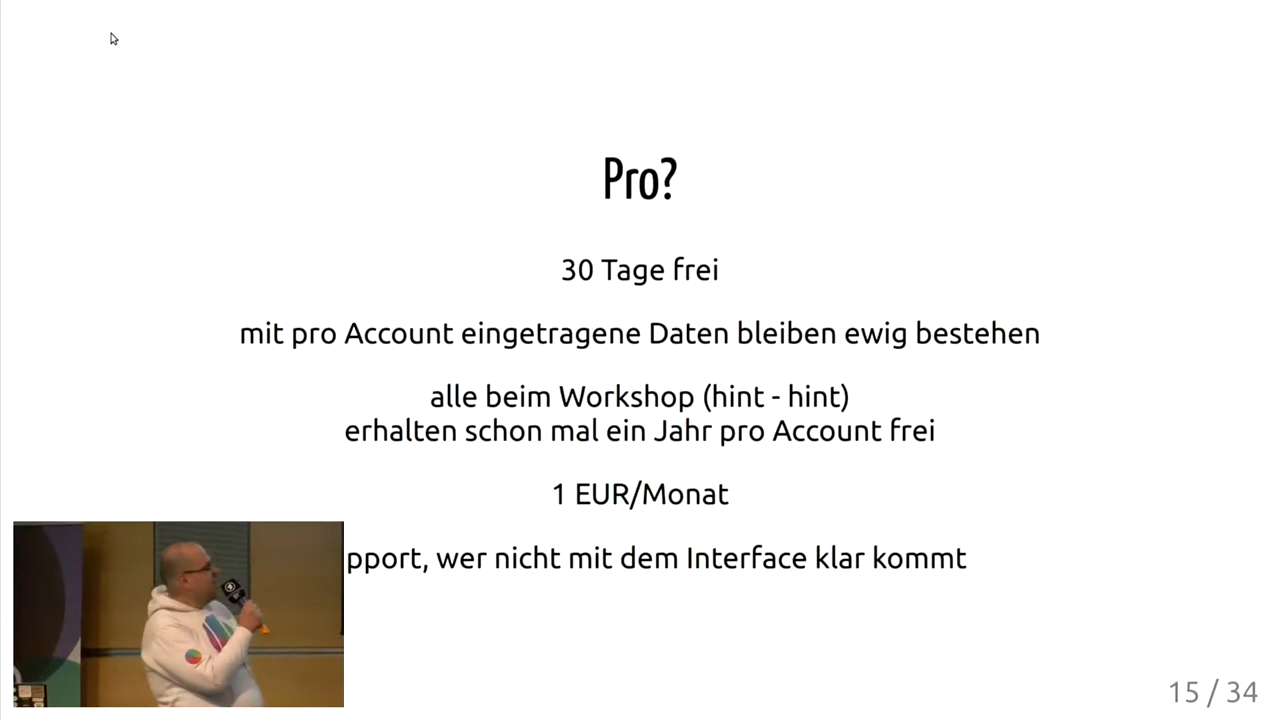 Pro?
30 Tage frei
mit pro Account eingetragene Daten bleiben ewig bestehen
alle beim Workshop (hint - hint)
erhalten schon mal ein Jahr pro Account frei
1 EUR/Monat
pport, wer nicht mit dem Interface klar kommt
15 / 34